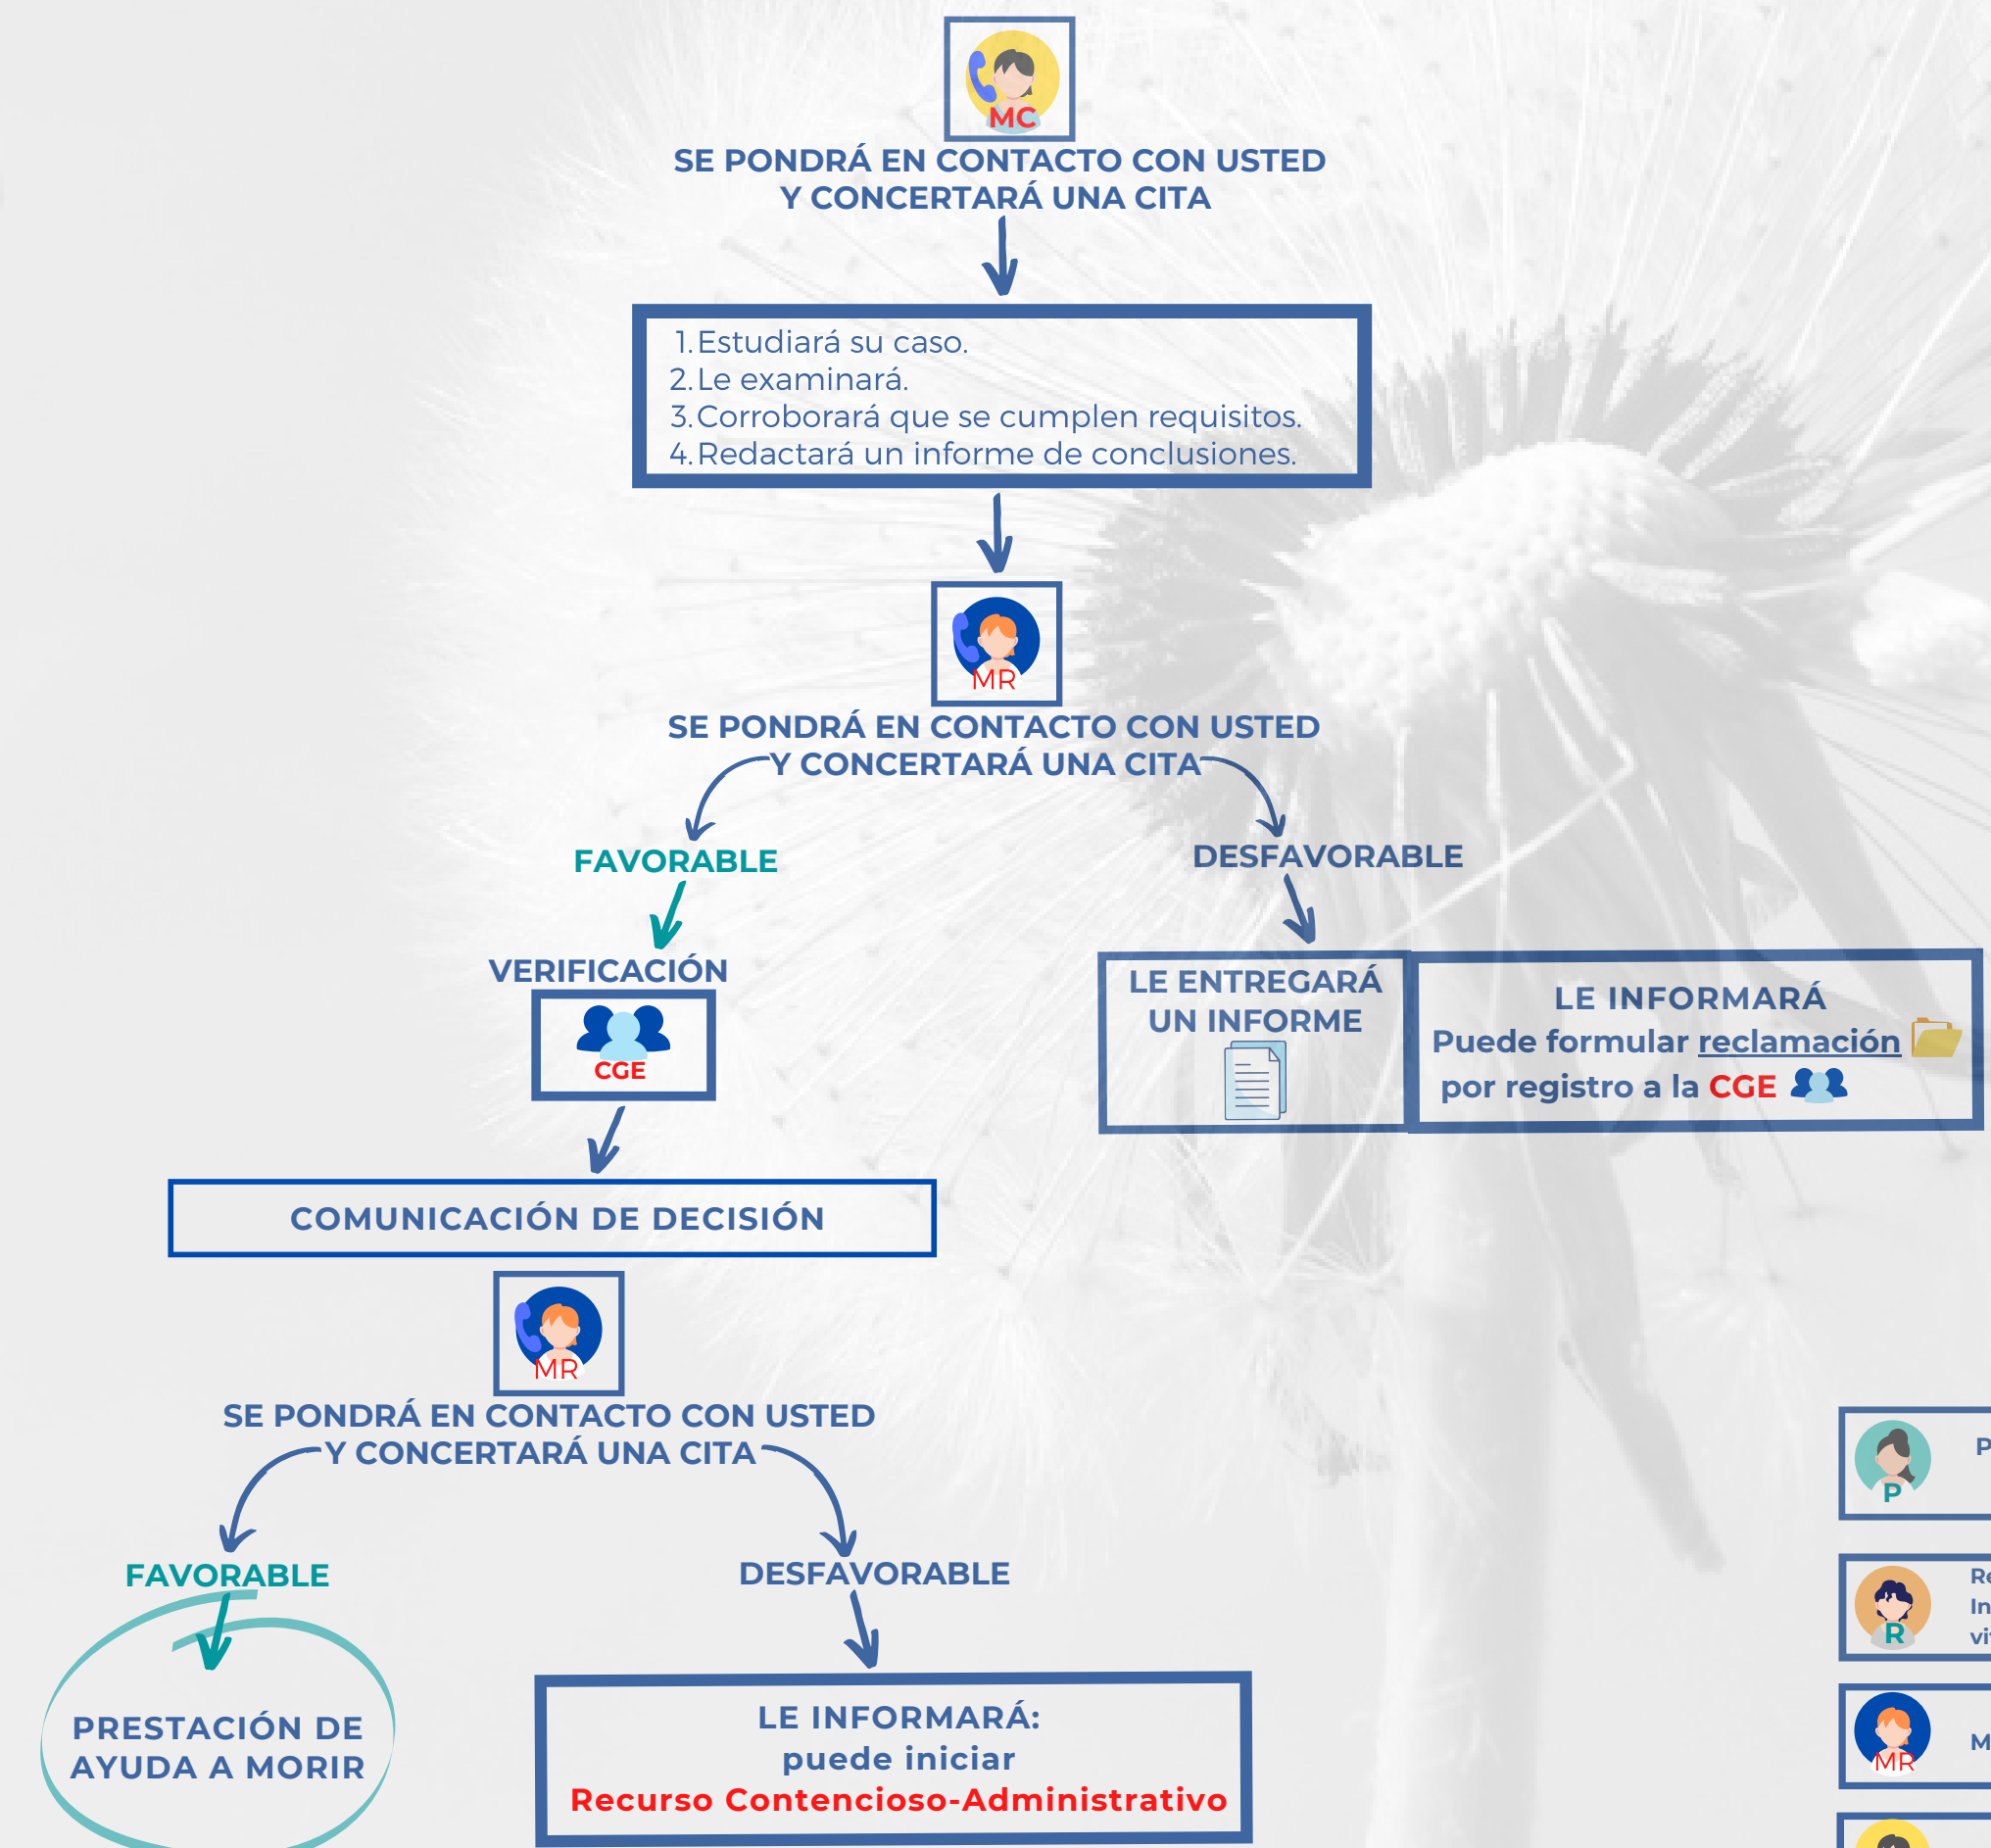 MC
SE PONDRÁ EN CONTACTO CON USTED
Y CONCERTARÁ UNA CITA
1. Estudiará su caso.
2. Le examinará.
3. Corroborará que se cumplen requisitos.
4. Redactará un informe de conclusiones.
MR
SE PONDRÁ EN CONTACTO CON USTED
Y CONCERTARÁ UNA CITA
FAVORABLE
DESFAVORABLE
VERIFICACIÓN
CGE
LE ENTREGARÁ
UN INFORME
LE INFORMARÁ
Puede formular reclamación
por registro a la CGE
COMUNICACIÓN DE DECISIÓN
MR
SE PONDRÁ EN CONTACTO CON USTED
Y CONCERTARÁ UNA CITA
FAVORABLE
DESFAVORABLE
PRESTACIÓN DE
AYUDA A MORIR
LE INFORMARÁ:
puede iniciar
Recurso Contencioso-Administrativo
P
R
MR